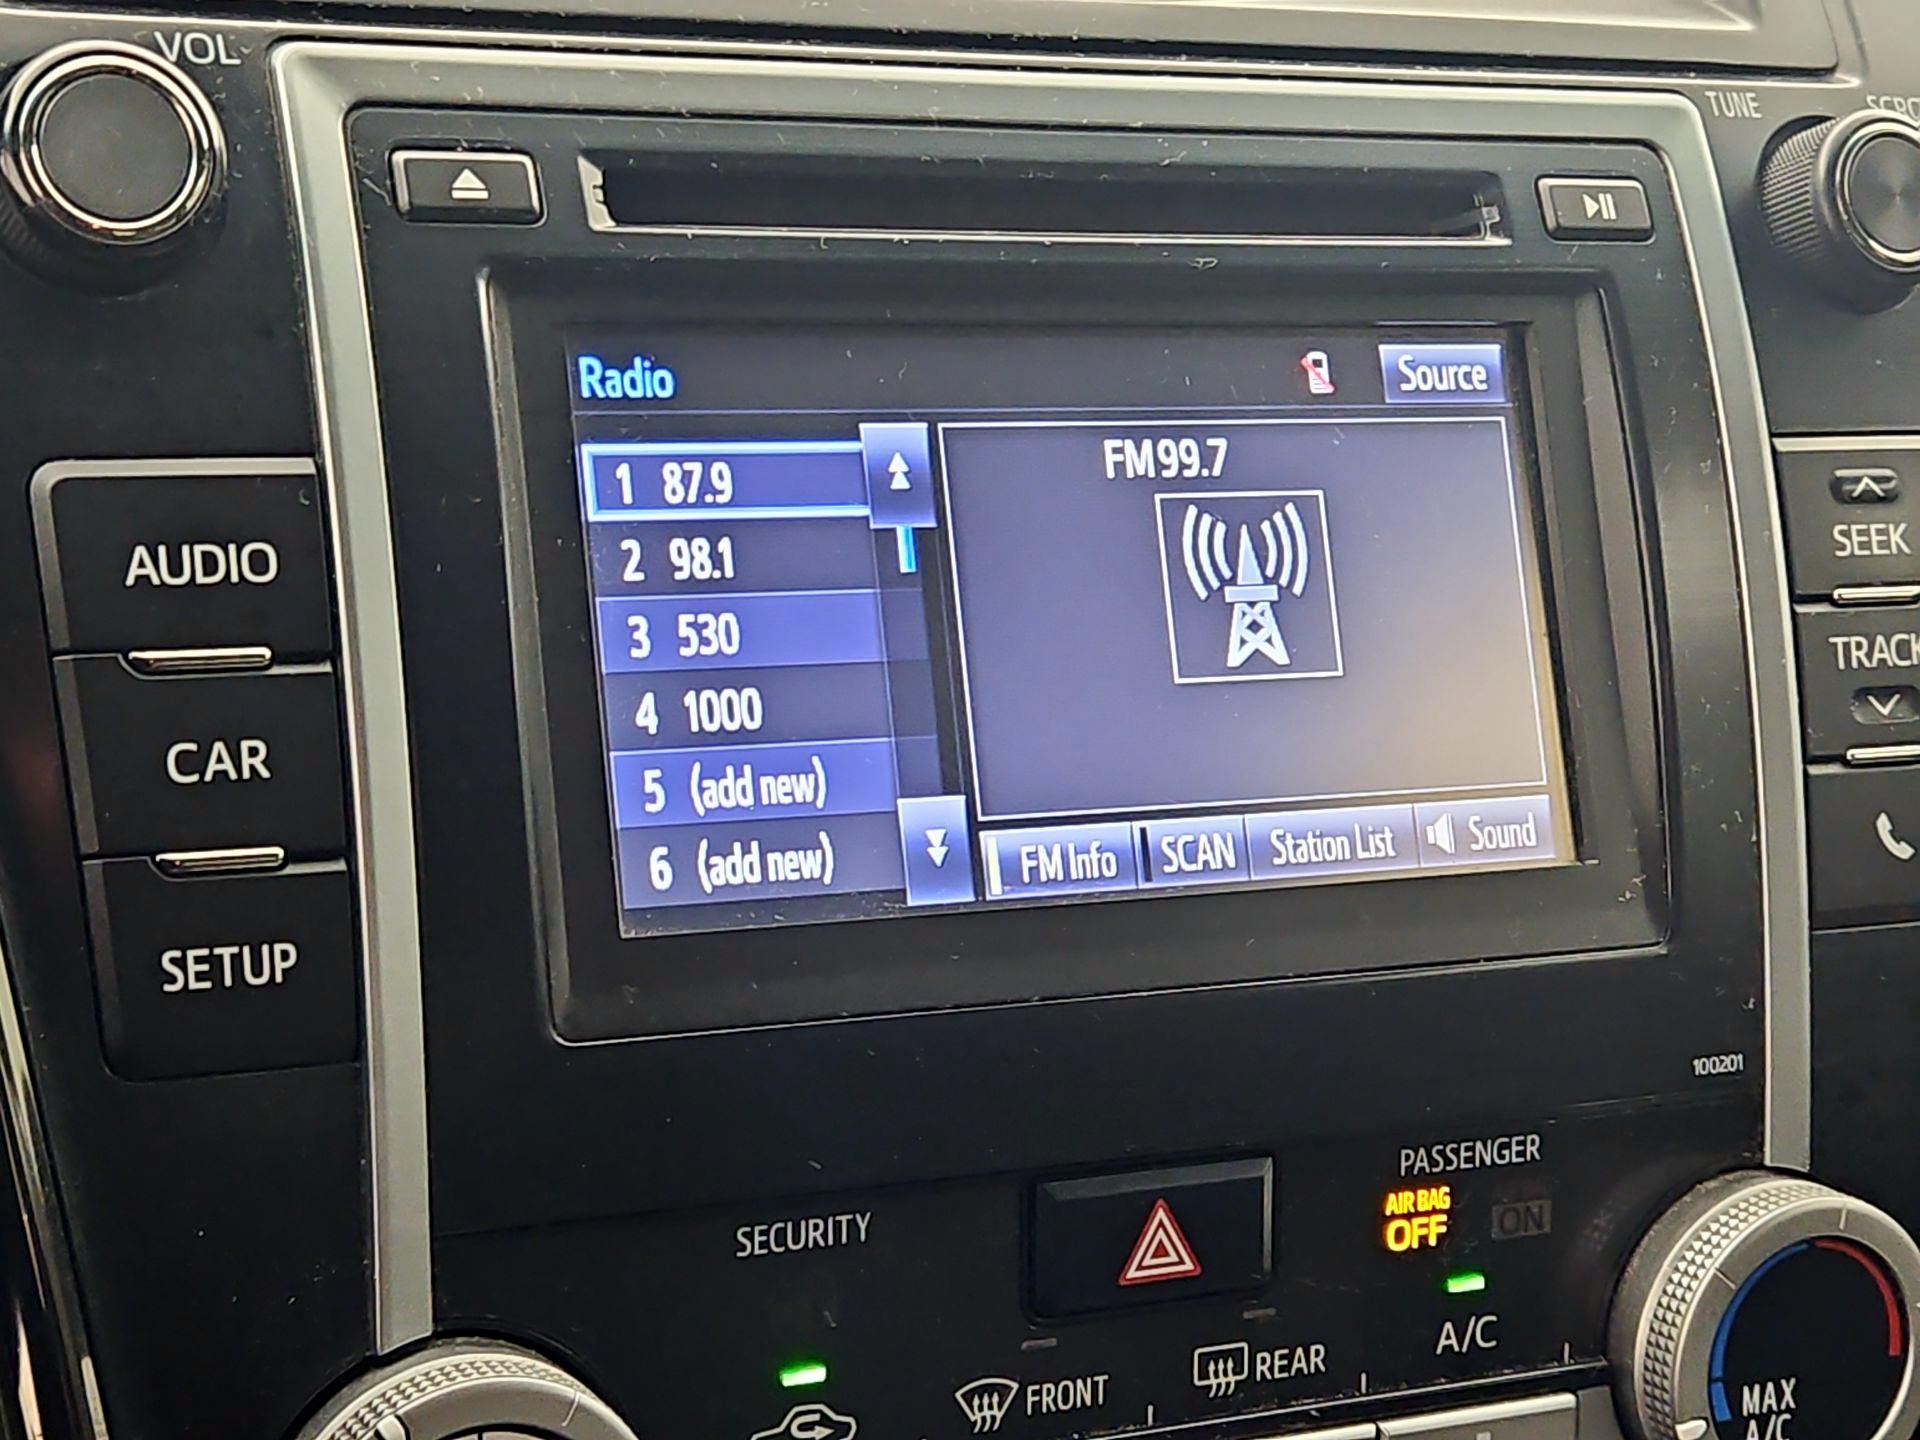 VOL
TUNE
Radio
Source
1 87.9
2 98.1
3 530
4 1000
5 (add new)
6 (add new)
FM 99.7
FM Info
SCAN
Station List
Sound
AUDIO
CAR
SETUP
SEEK
TRACK
100201
SECURITY
PASSENGER
AIR BAG
OFF
ON
A/C
FRONT
REAR
MAX
A/C